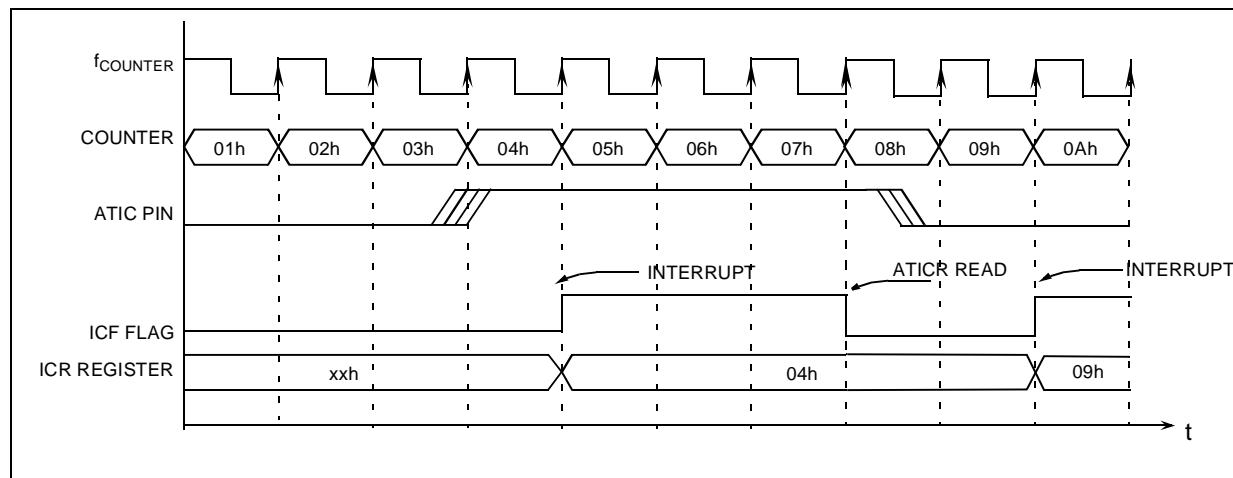 fCOUNTER
COUNTER 01h 02h 03h 04h 05h 06h 07h 08h 09h 0Ah
ATIC PIN
INTERRUPT ATICR READ INTERRUPT
ICF FLAG
ICR REGISTER xxh 04h 09h
t